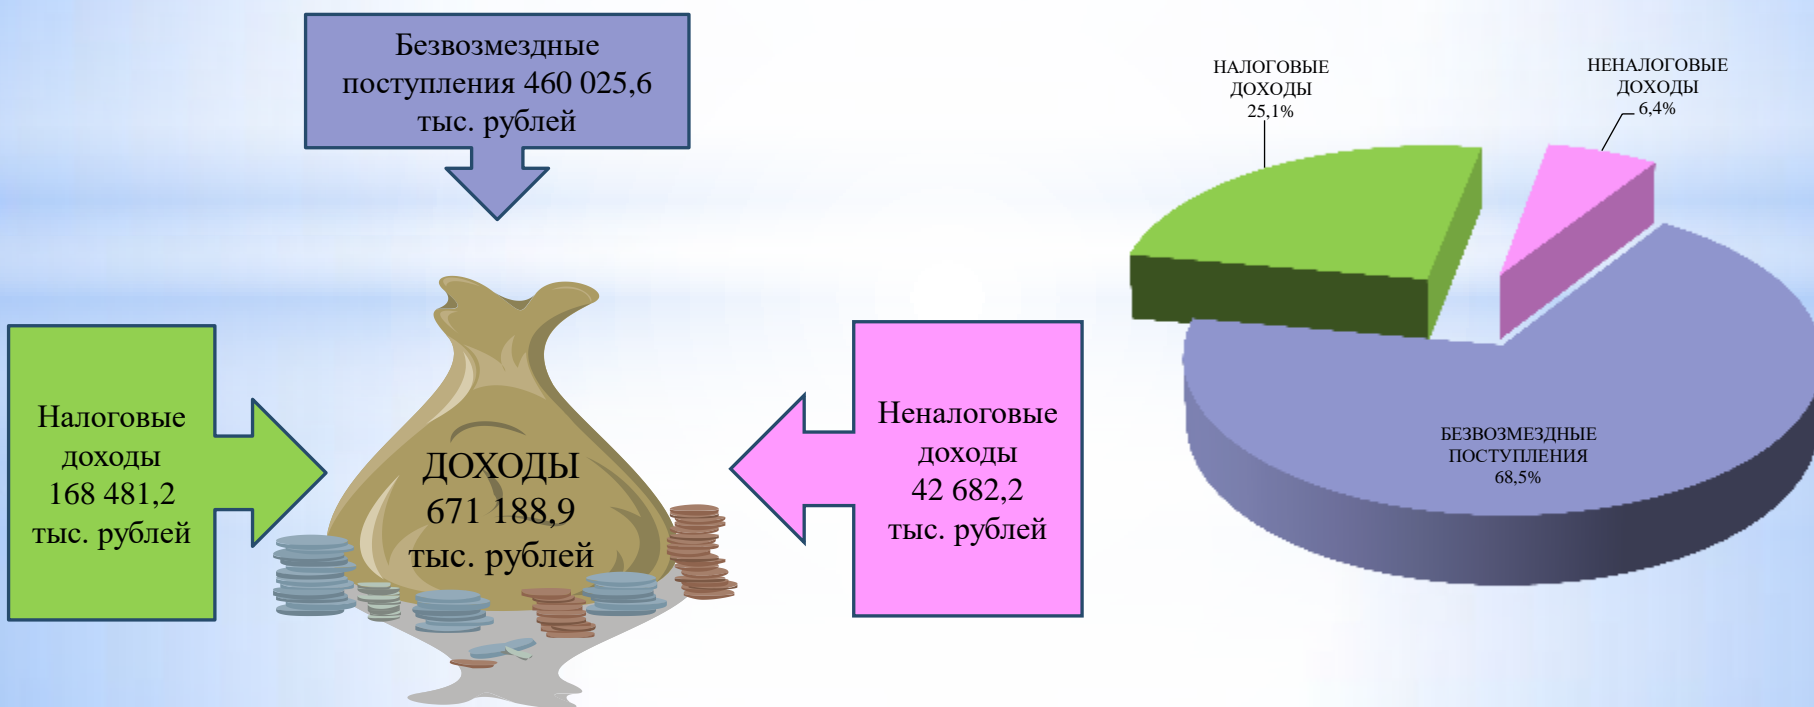 Безвозмездные
поступления 460 025,6
тыс. рублей
Налоговые
доходы
168 481,2
тыс. рублей
ДОХОДЫ
671 188,9
тыс. рублей
Неналоговые
доходы
42 682,2
тыс. рублей
НАЛОГОВЫЕ
ДОХОДЫ
25,1%
НЕНАЛОГОВЫЕ
ДОХОДЫ
6,4%
БЕЗВОЗМЕЗДНЫЕ
ПОСТУПЛЕНИЯ
68,5%